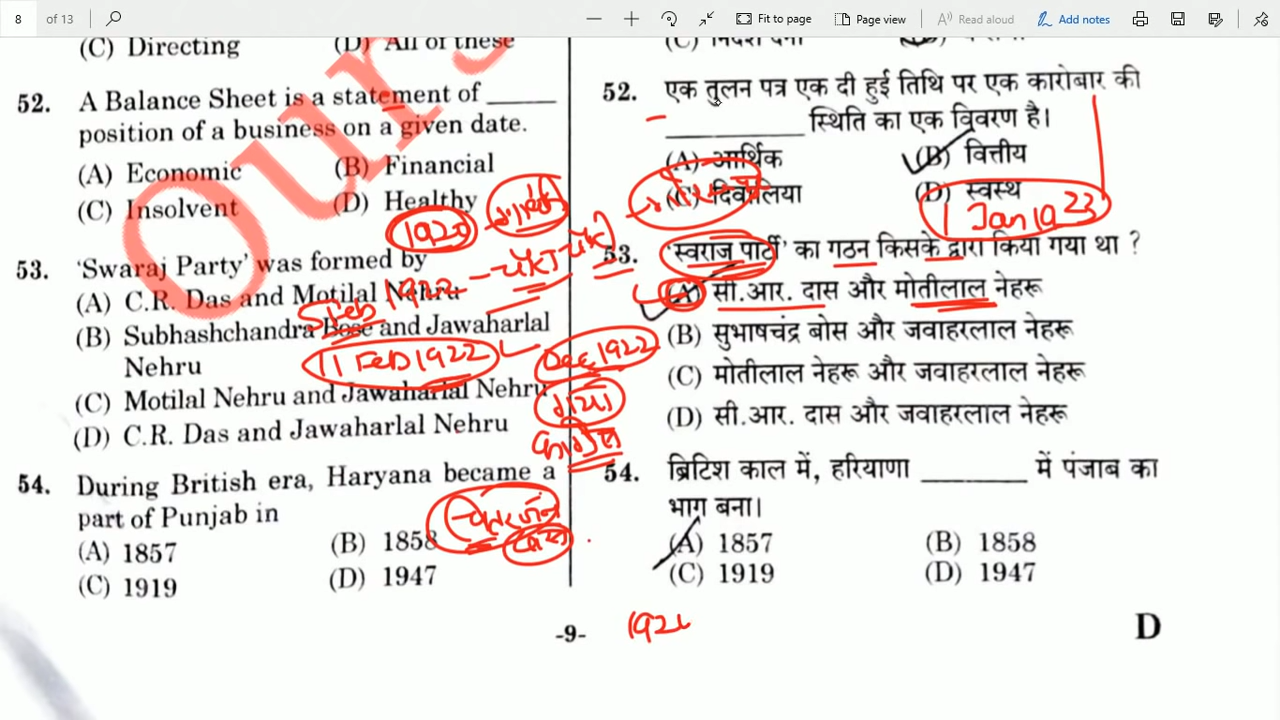 8 of 13 Fit to page Page view Read aloud Add notes
(C) Directing (D) All of these
52. A Balance Sheet is a statement of ______
position of a business on a given date.
(A) Economic (B) Financial
(C) Insolvent (D) Healthy
53. 'Swaraj Party' was formed by
(A) C.R. Das and Motilal Nehru
(B) Subhashchandra Bose and Jawaharlal
Nehru
(C) Motilal Nehru and Jawaharlal Nehru
(D) C.R. Das and Jawaharlal Nehru
54. During British era, Haryana became a
part of Punjab in
(A) 1857 (B) 1858
(C) 1919 (D) 1947
(C) निर्देश देना
52. एक तुलन पत्र एक दी हुई तिथि पर एक कारोबार की
__________ स्थिति का एक विवरण है।
(A) आर्थिक (B) वित्तीय
(C) दिवालिया (D) स्वस्थ
53. 'स्वराज पार्टी' का गठन किसके द्वारा किया गया था ?
(A) सी.आर. दास और मोतीलाल नेहरू
(B) सुभाषचंद्र बोस और जवाहरलाल नेहरू
(C) मोतीलाल नेहरू और जवाहरलाल नेहरू
(D) सी.आर. दास और जवाहरलाल नेहरू
54. ब्रिटिश काल में, हरियाणा ________ में पंजाब का
भाग बना।
(A) 1857 (B) 1858
(C) 1919 (D) 1947
-9- D
Ours
1920
1 Jan 1923
5 Feb 1922
11 Feb 1922
Dec 1922
गया